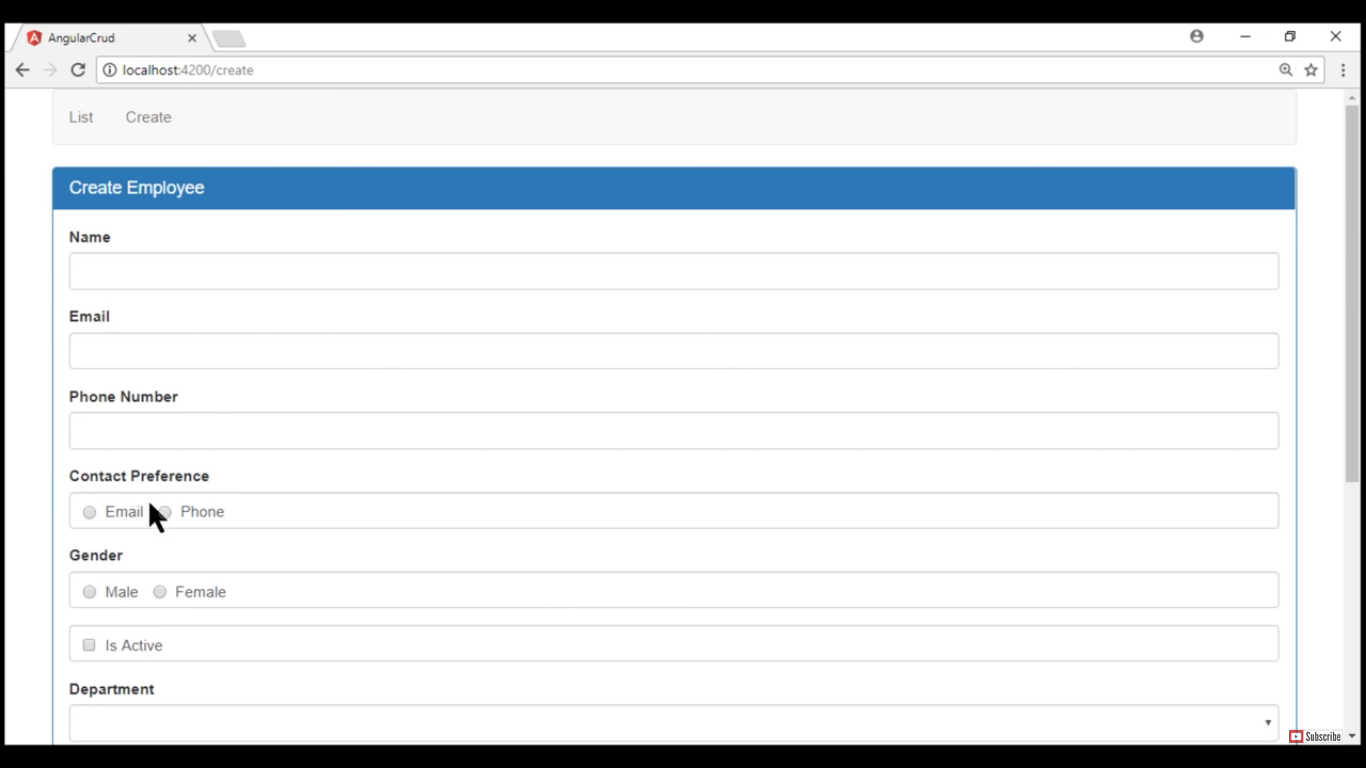 AngularCrud
localhost:4200/create
List Create
Create Employee
Name
Email
Phone Number
Contact Preference
Email Phone
Gender
Male Female
Is Active
Department
Subscribe